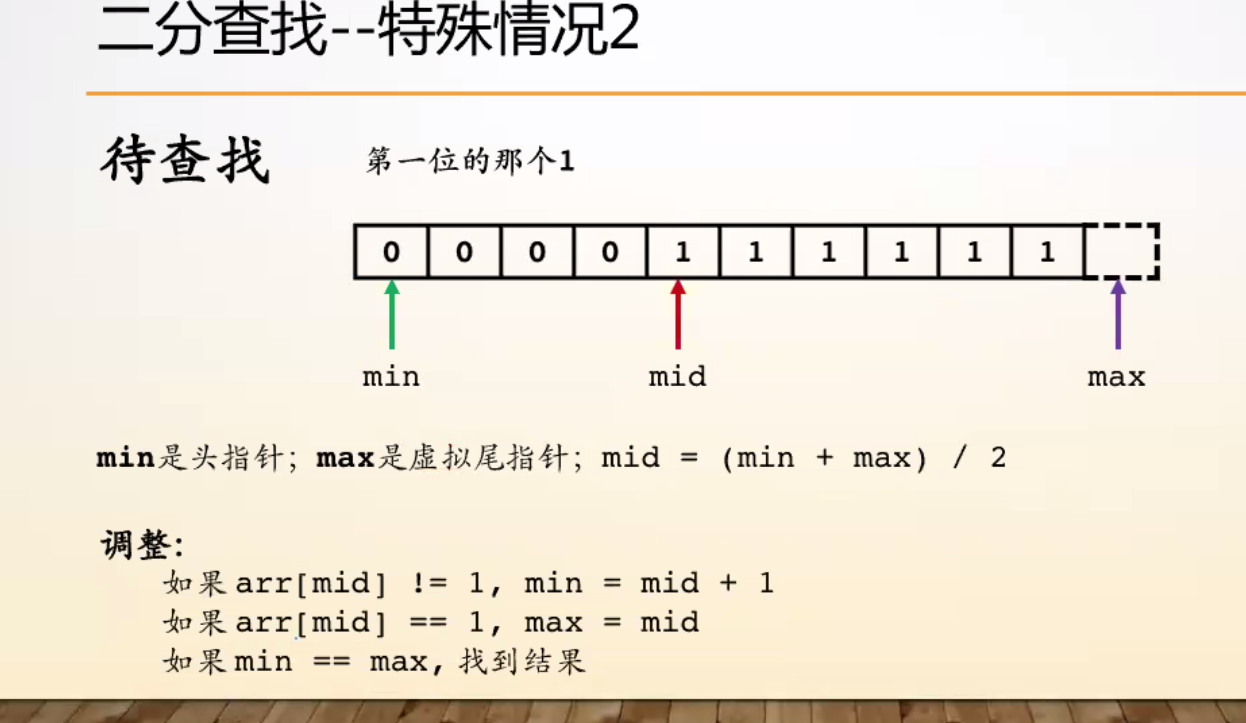 二分查找--特殊情况2
待查找 第一位的那个1
0 0 0 0 1 1 1 1 1 1
min mid max
min是头指针；max是虚拟尾指针；mid = (min + max) / 2
调整:
如果arr[mid] != 1, min = mid + 1
如果arr[mid] == 1, max = mid
如果min == max, 找到结果